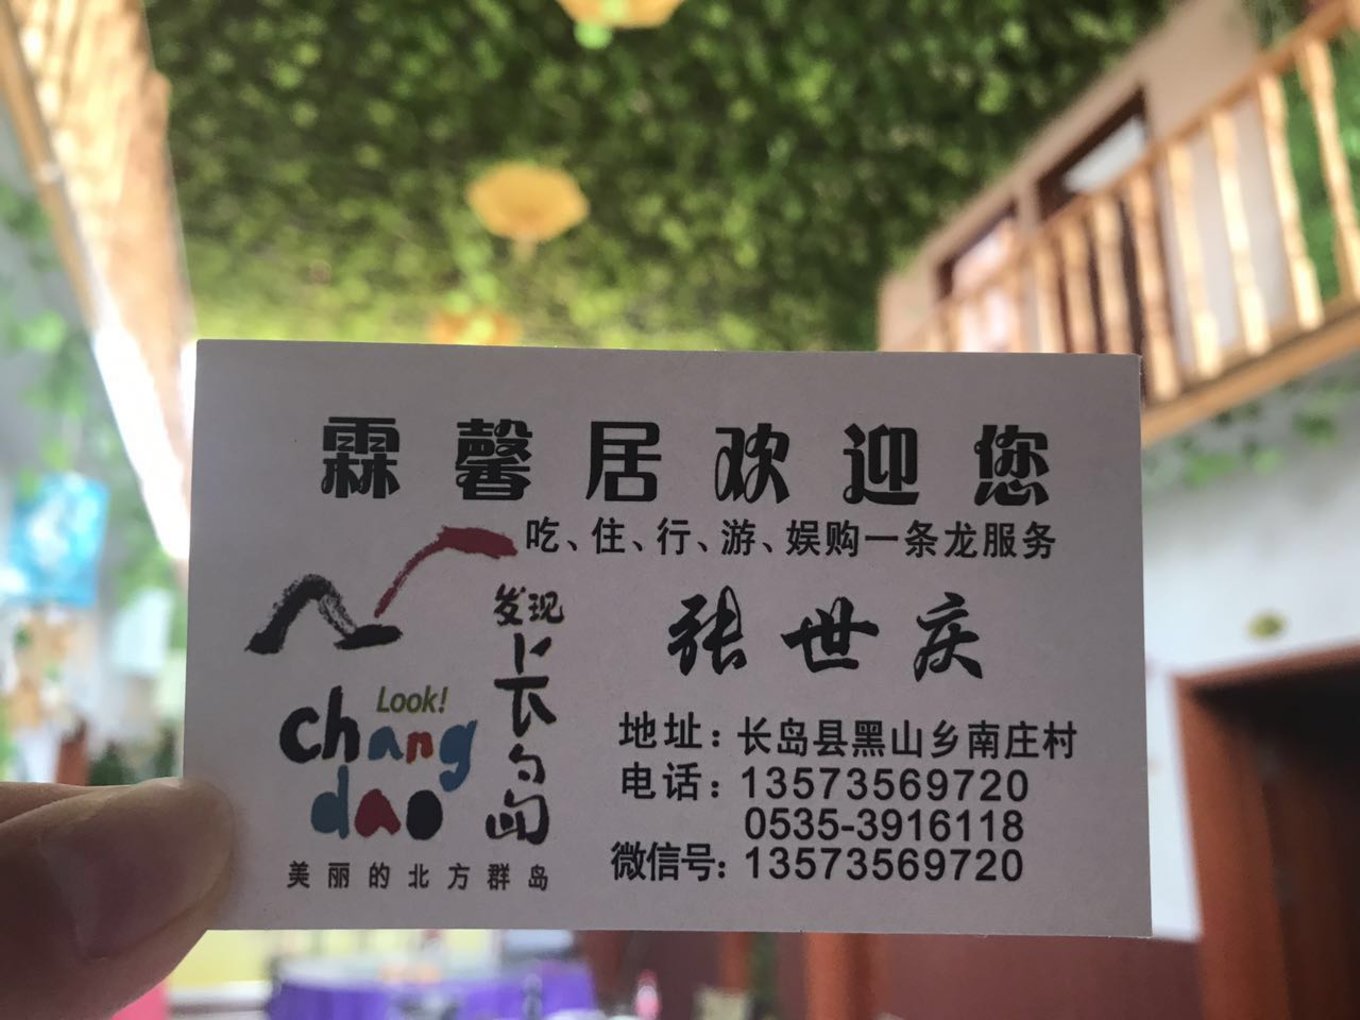 霖馨居欢迎您
吃、住、行、游、娱购一条龙服务
发现长岛
Look!
chang
dao
美丽的北方群岛
张世庆
地址：长岛县黑山乡南庄村
电话：13573569720
0535-3916118
微信号：13573569720